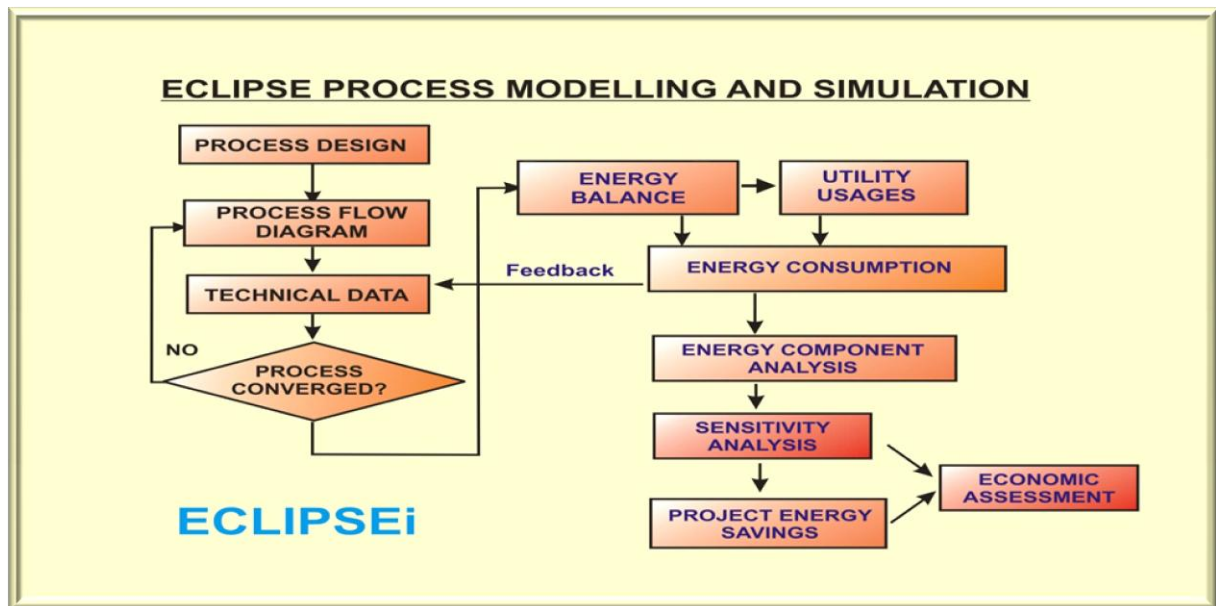 ECLIPSE PROCESS MODELLING AND SIMULATION
PROCESS DESIGN
PROCESS FLOW
DIAGRAM
TECHNICAL DATA
NO
PROCESS
CONVERGED?
ENERGY
BALANCE
UTILITY
USAGES
Feedback
ENERGY CONSUMPTION
ENERGY COMPONENT
ANALYSIS
SENSITIVITY
ANALYSIS
PROJECT ENERGY
SAVINGS
ECONOMIC
ASSESSMENT
ECLIPSEi